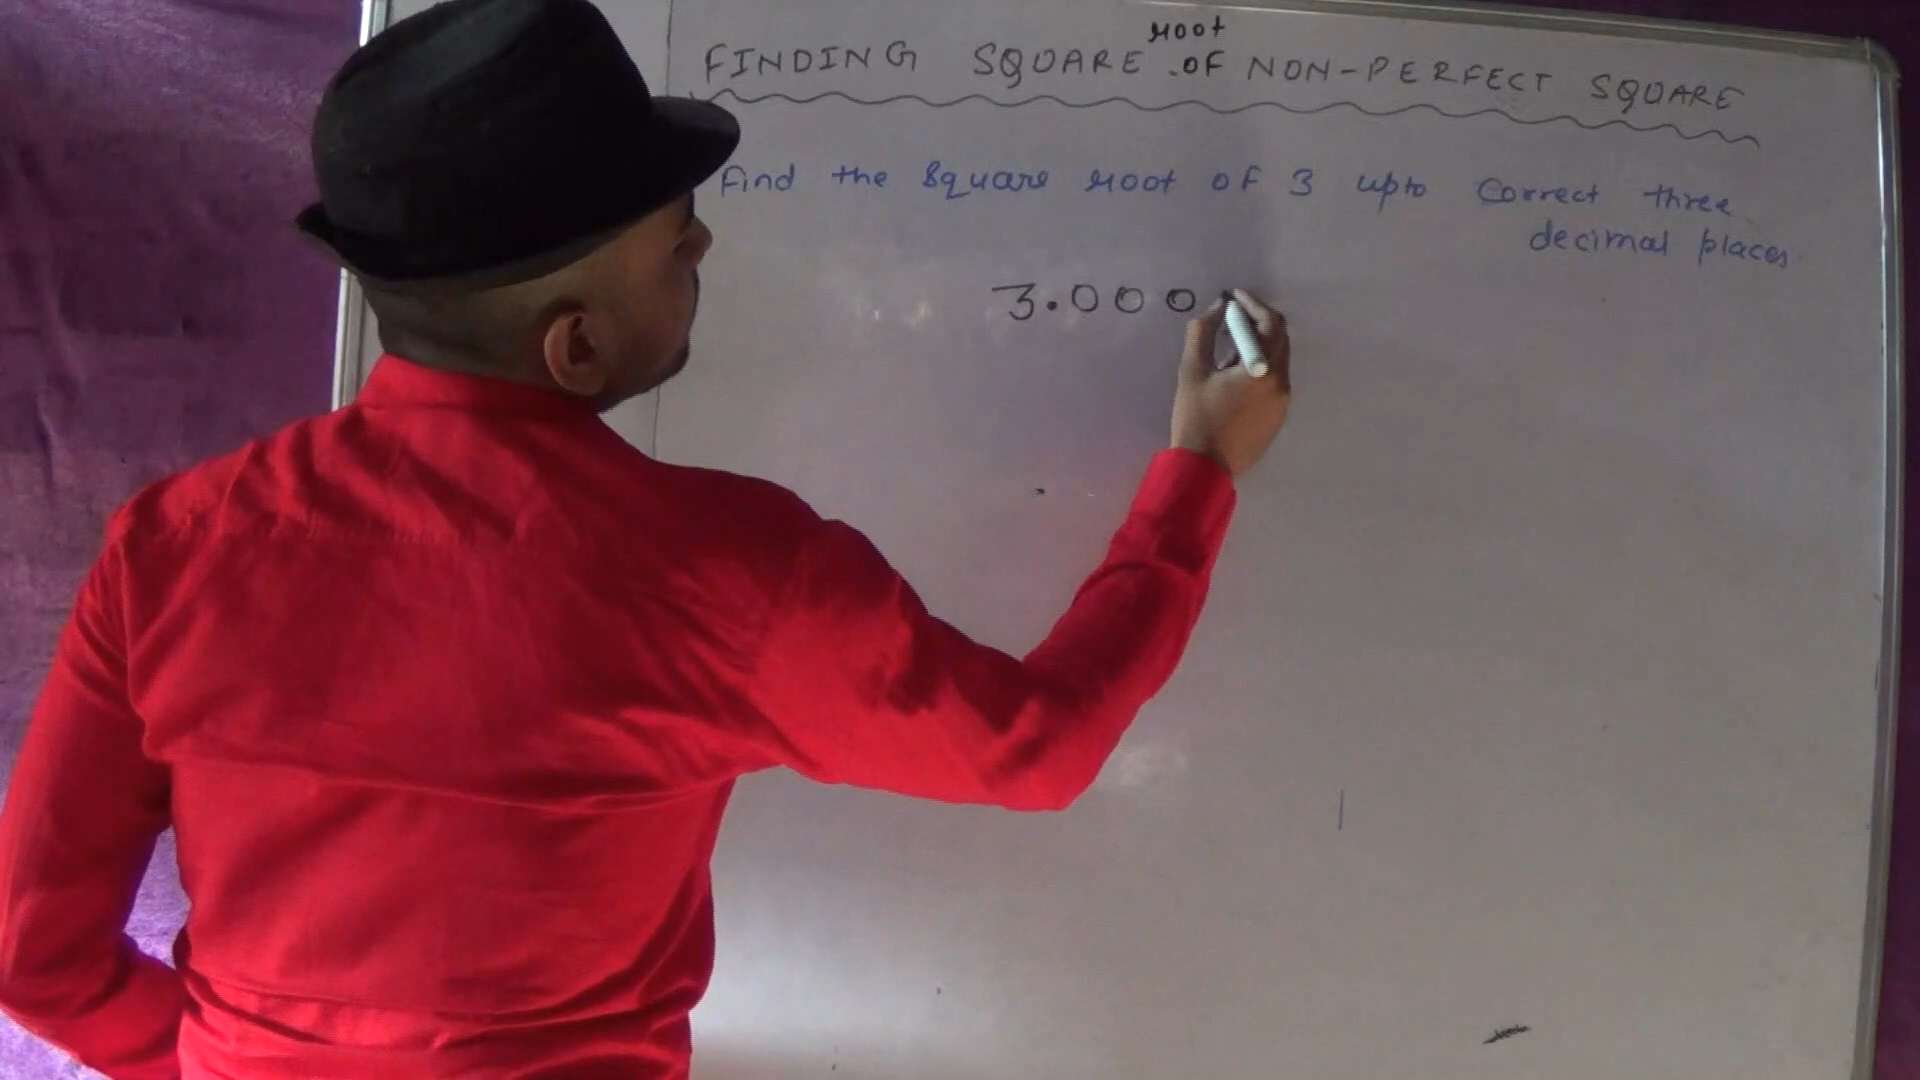 FINDING SQUARE root OF NON-PERFECT SQUARE
Find the square root of 3 upto correct three
decimal places.
3.000